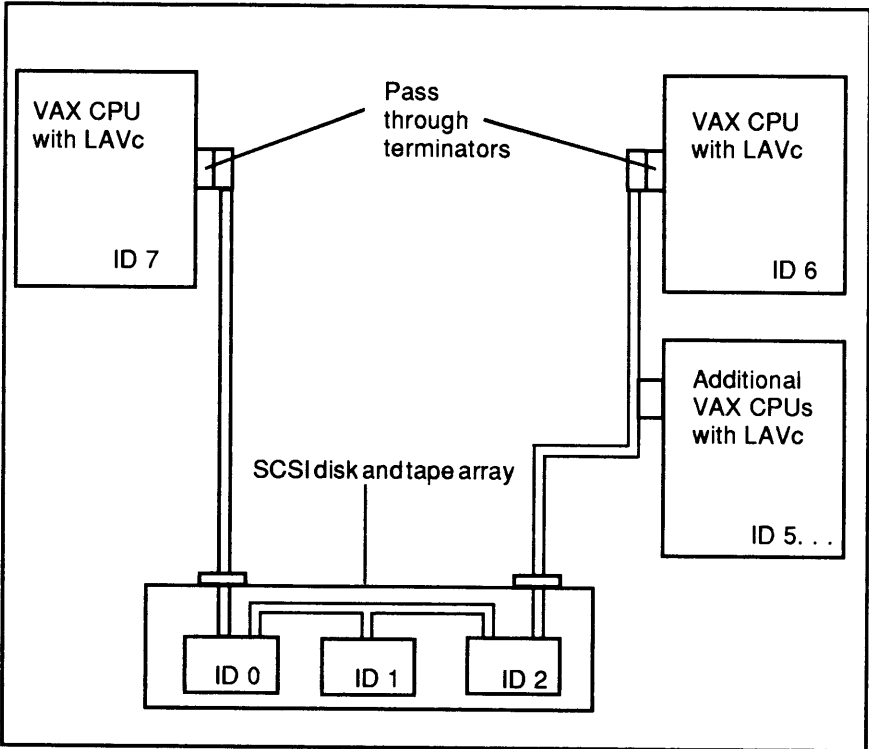 VAX CPU
with LAVc
ID 7
Pass
through
terminators
VAX CPU
with LAVc
ID 6
Additional
VAX CPUs
with LAVc
ID 5. . .
SCSI disk and tape array
ID 0
ID 1
ID 2